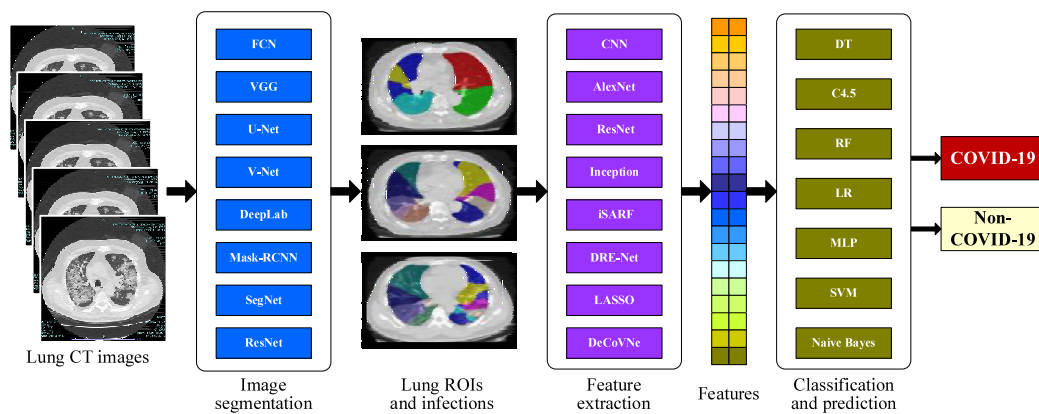 FCN
VGG
U-Net
V-Net
DeepLab
Mask-RCNN
SegNet
ResNet
CNN
AlexNet
ResNet
Inception
iSARF
DRE-Net
LASSO
DeCoVNe
DT
C4.5
RF
LR
MLP
SVM
Naive Bayes
COVID-19
Non-
COVID-19
Lung CT images
Image
segmentation
Lung ROIs
and infections
Feature
extraction
Features
Classification
and prediction